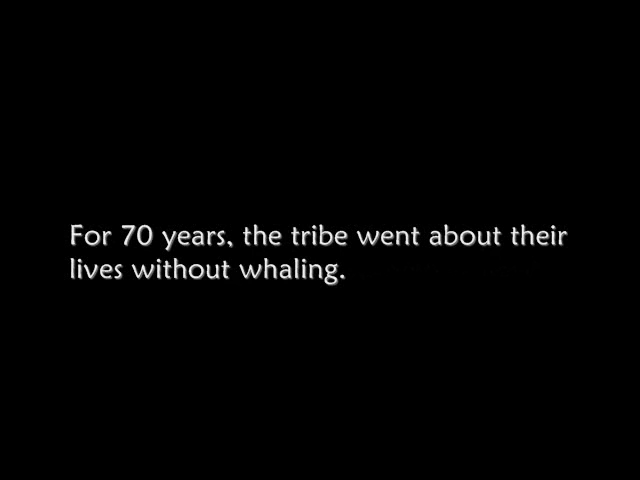 For 70 years, the tribe went about their
lives without whaling.